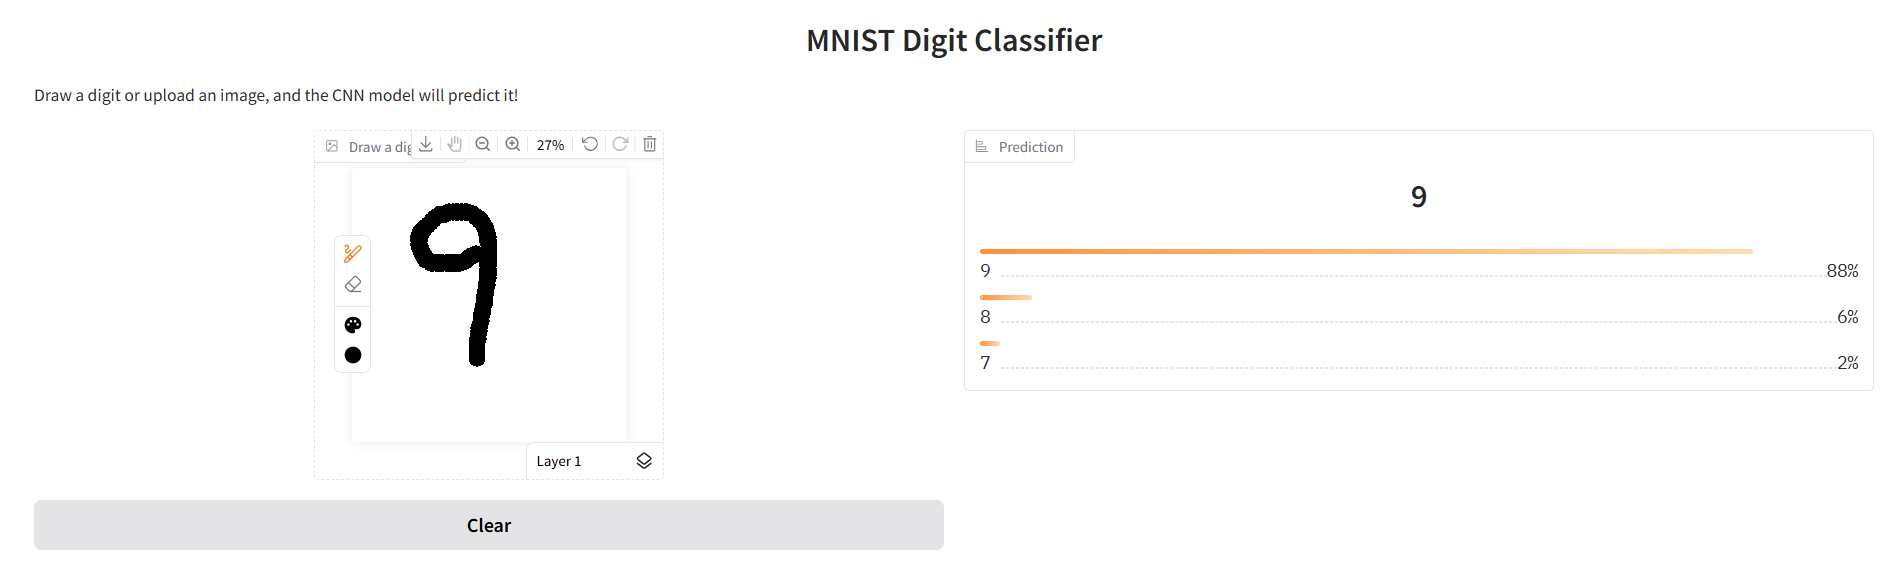 MNIST Digit Classifier
Draw a digit or upload an image, and the CNN model will predict it!
Draw a dig
27%
9
Layer 1
Clear
Prediction
9
9 88%
8 6%
7 2%